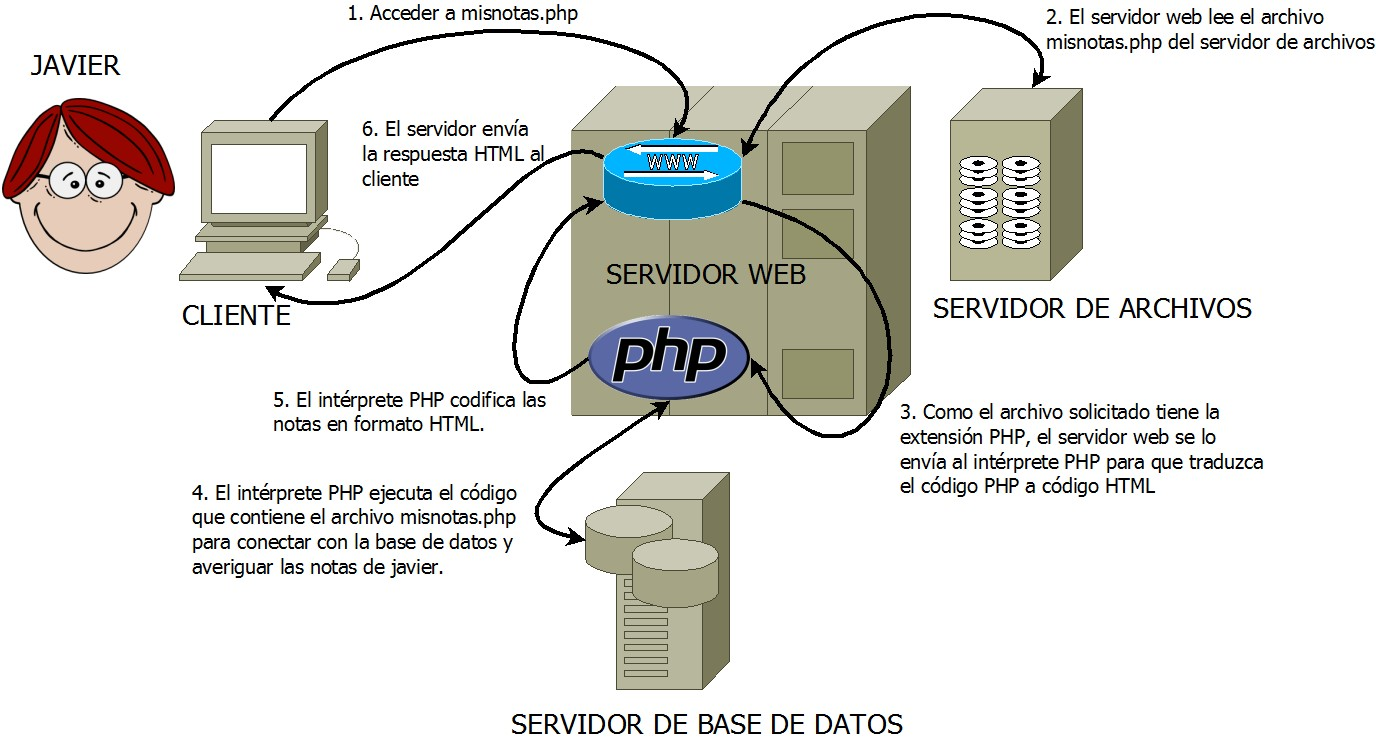 1. Acceder a misnotas.php
2. El servidor web lee el archivo
misnotas.php del servidor de archivos
JAVIER
6. El servidor envía
la respuesta HTML al
cliente
WWW
SERVIDOR WEB
CLIENTE
SERVIDOR DE ARCHIVOS
php
5. El intérprete PHP codifica las
notas en formato HTML.
3. Como el archivo solicitado tiene la
extensión PHP, el servidor web se lo
envía al intérprete PHP para que traduzca
el código PHP a código HTML
4. El intérprete PHP ejecuta el código
que contiene el archivo misnotas.php
para conectar con la base de datos y
averiguar las notas de javier.
SERVIDOR DE BASE DE DATOS